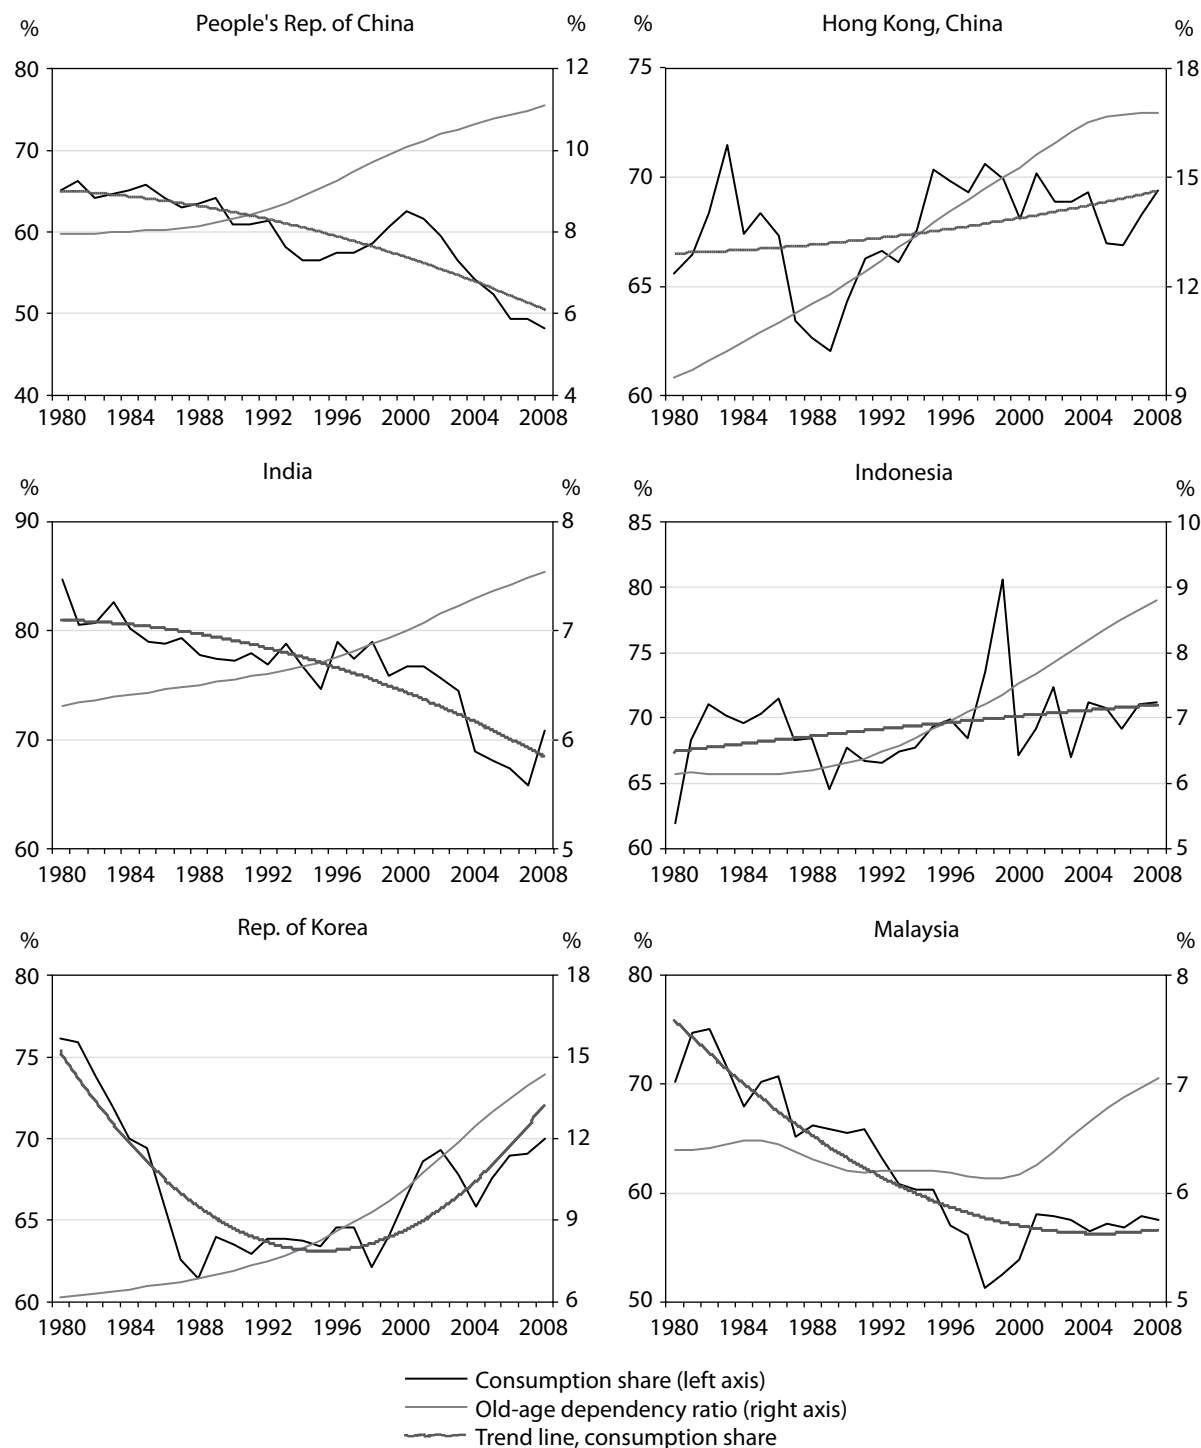 People's Rep. of China
% %
80 12
70 10
60 8
50 6
40 4
1980 1984 1988 1992 1996 2000 2004 2008
Hong Kong, China
% %
75 18
70 15
65 12
60 9
1980 1984 1988 1992 1996 2000 2004 2008
India
% %
90 8
80 7
70 6
60 5
1980 1984 1988 1992 1996 2000 2004 2008
Indonesia
% %
85 10
80 9
75 8
70 7
65 6
60 5
1980 1984 1988 1992 1996 2000 2004 2008
Rep. of Korea
% %
80 18
75 15
70 12
65 9
60 6
1980 1984 1988 1992 1996 2000 2004 2008
Malaysia
% %
80 8
70 7
60 6
50 5
1980 1984 1988 1992 1996 2000 2004 2008
Consumption share (left axis)
Old-age dependency ratio (right axis)
Trend line, consumption share